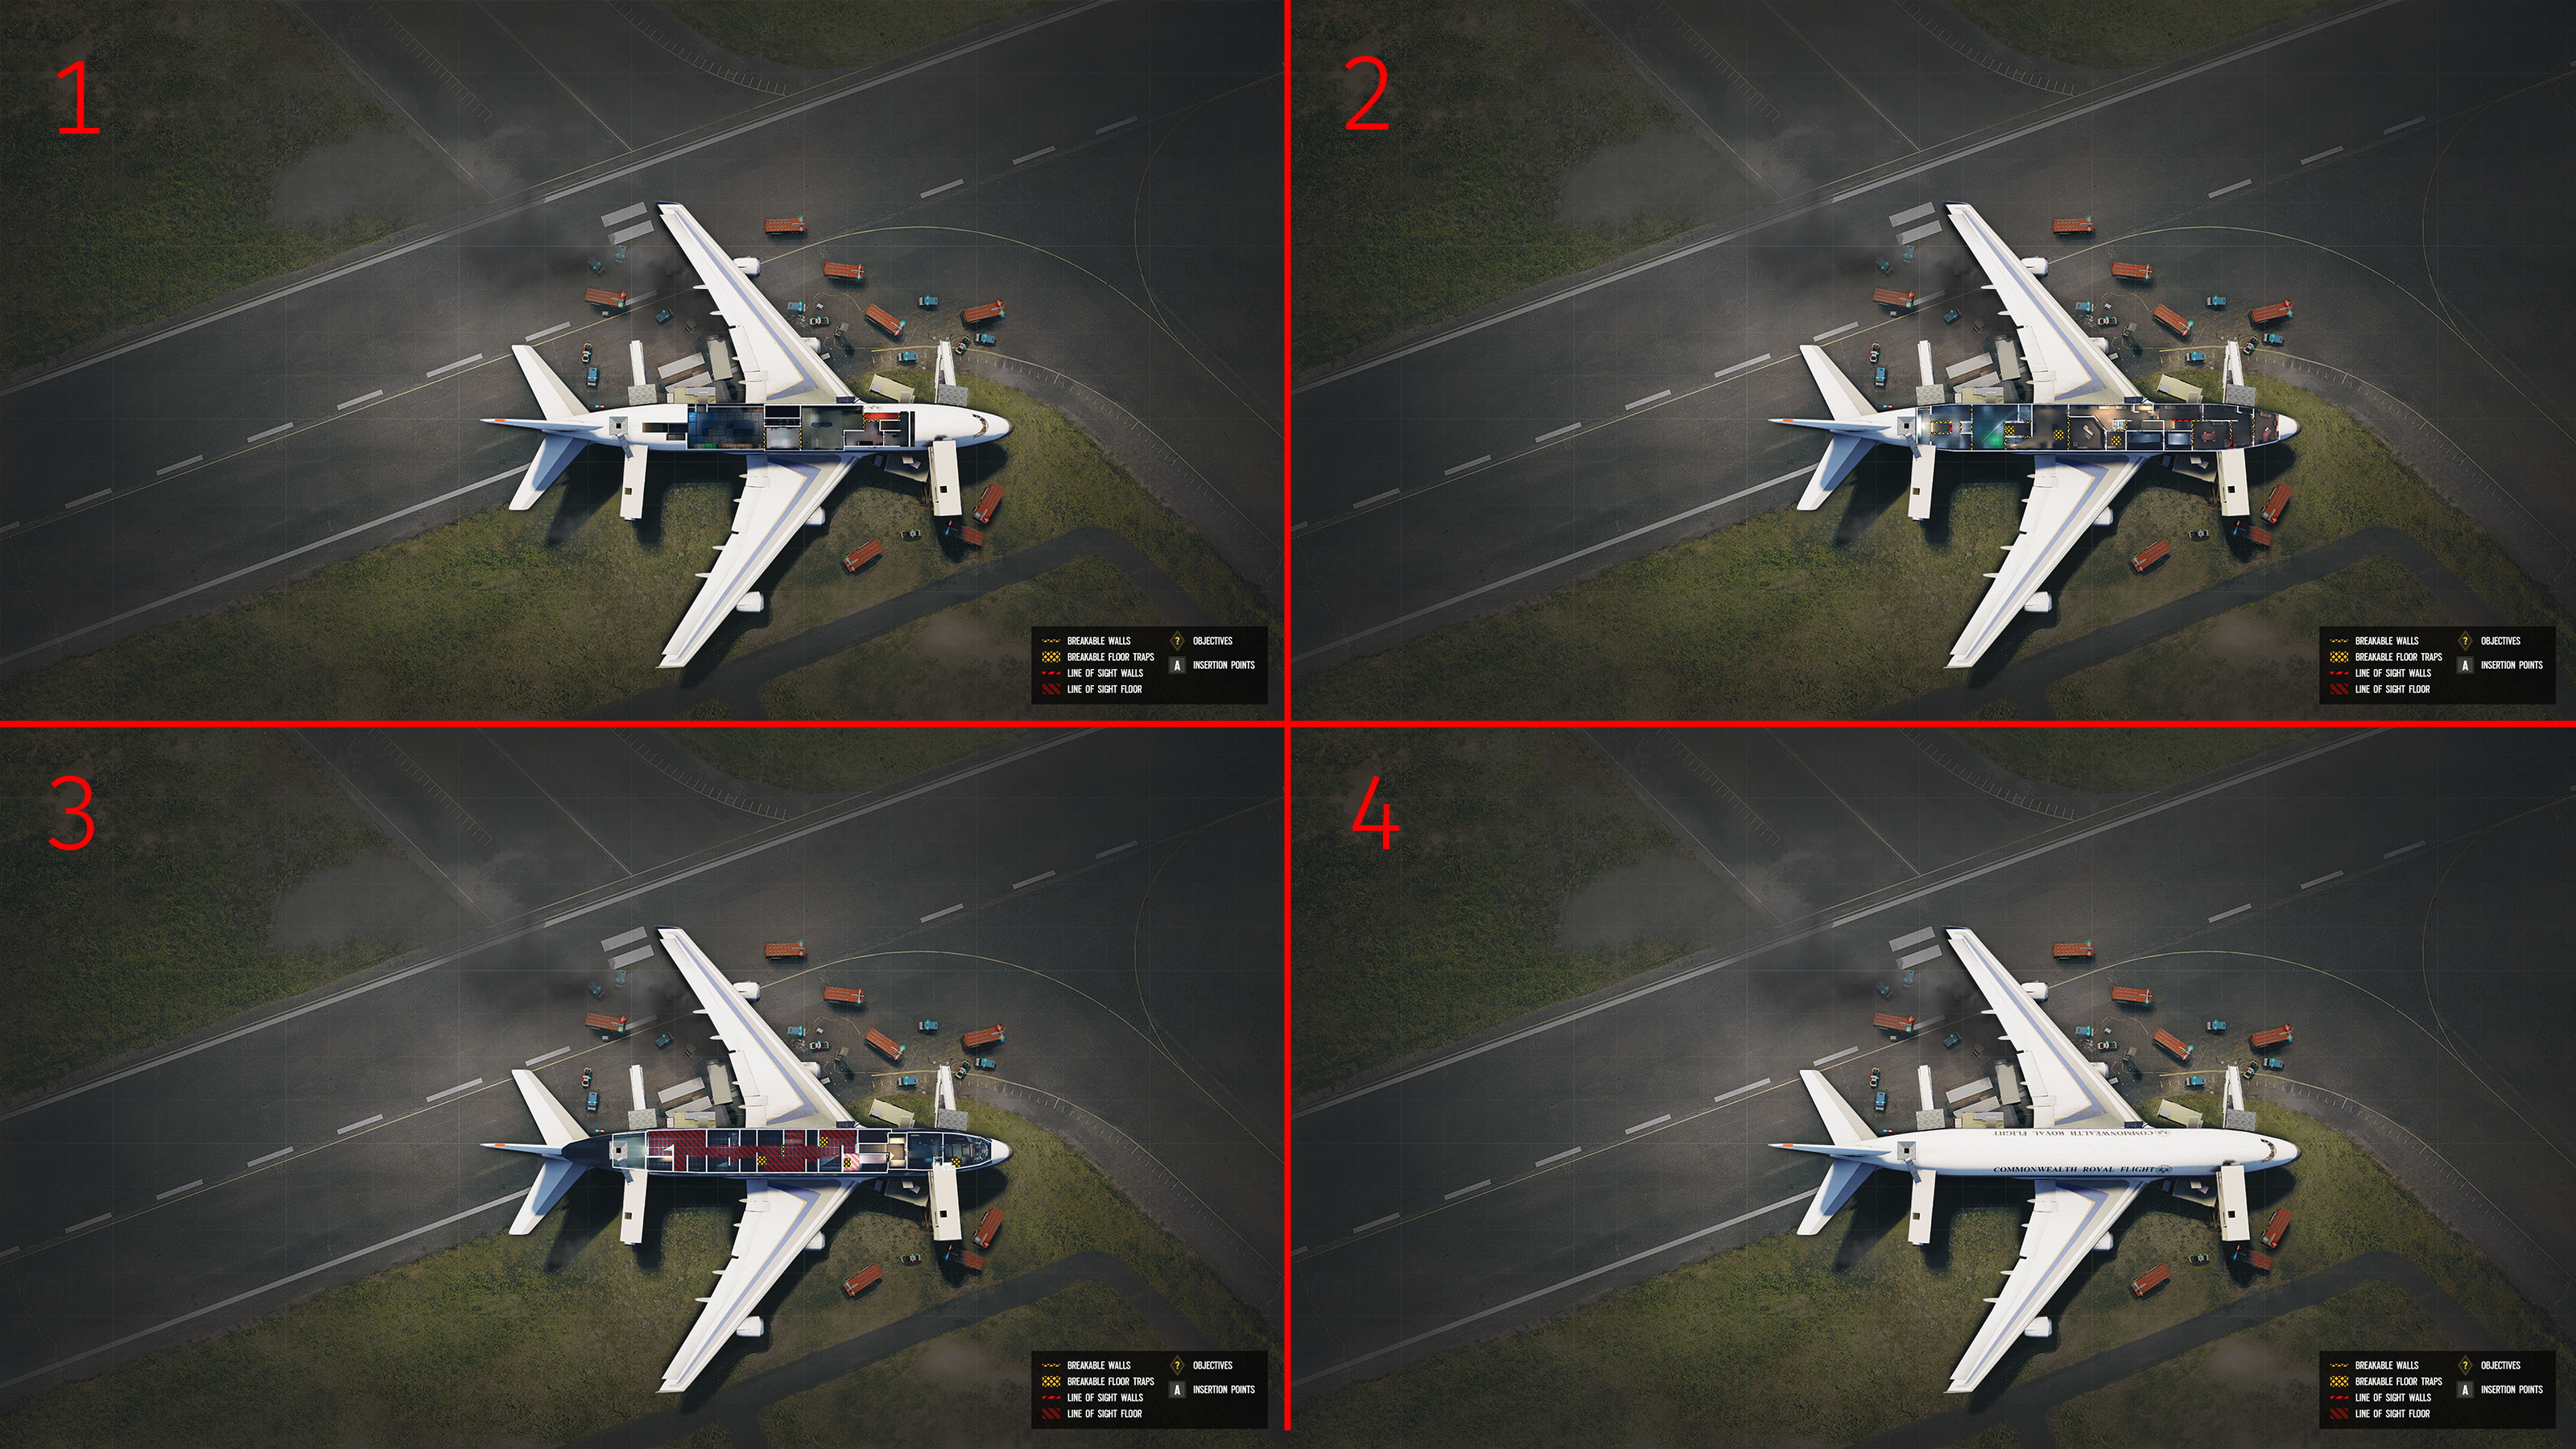 1
2
BREAKABLE WALLS
OBJECTIVES
BREAKABLE FLOOR TRAPS
LINE OF SIGHT WALLS
A INSERTION POINTS
LINE OF SIGHT FLOOR
?
BREAKABLE WALLS
OBJECTIVES
BREAKABLE FLOOR TRAPS
LINE OF SIGHT WALLS
A INSERTION POINTS
LINE OF SIGHT FLOOR
?
3
4
COMMONWEALTH ROYAL FLIGHT
COMMONWEALTH ROYAL FLIGHT
BREAKABLE WALLS
OBJECTIVES
BREAKABLE FLOOR TRAPS
LINE OF SIGHT WALLS
A INSERTION POINTS
LINE OF SIGHT FLOOR
?
BREAKABLE WALLS
OBJECTIVES
BREAKABLE FLOOR TRAPS
LINE OF SIGHT WALLS
A INSERTION POINTS
LINE OF SIGHT FLOOR
?